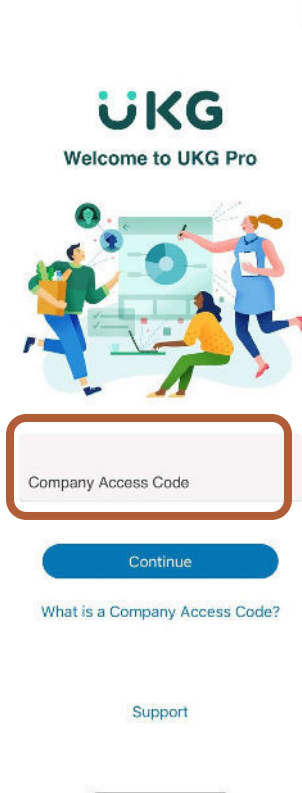 UKG
Welcome to UKG Pro
Company Access Code
Continue
What is a Company Access Code?
Support